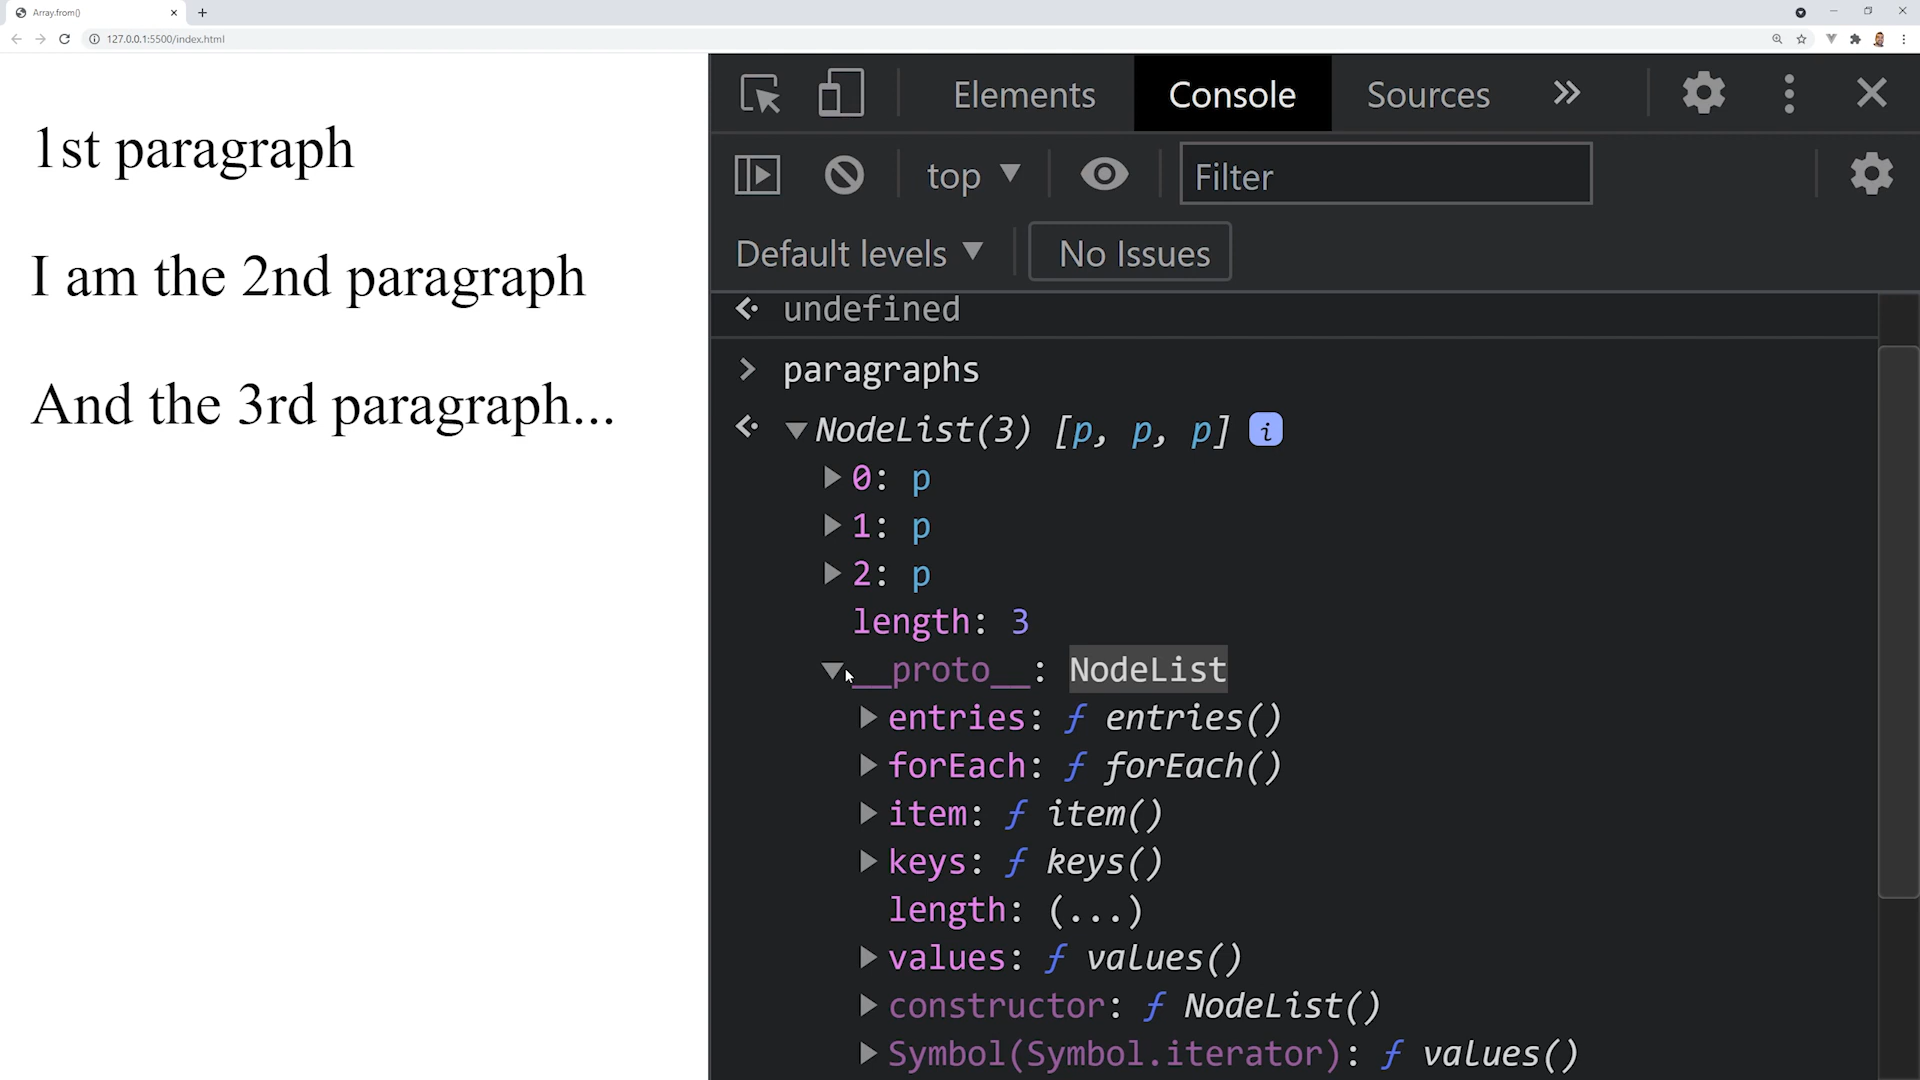 Array.from()
127.0.0.1:5500/index.html
1st paragraph
I am the 2nd paragraph
And the 3rd paragraph...
Elements Console Sources
top Filter
Default levels No Issues
undefined
paragraphs
NodeList(3) [p, p, p] i
0: p
1: p
2: p
length: 3
__proto__: NodeList
entries: ƒ entries()
forEach: ƒ forEach()
item: ƒ item()
keys: ƒ keys()
length: (...)
values: ƒ values()
constructor: ƒ NodeList()
Symbol(Symbol.iterator): ƒ values()